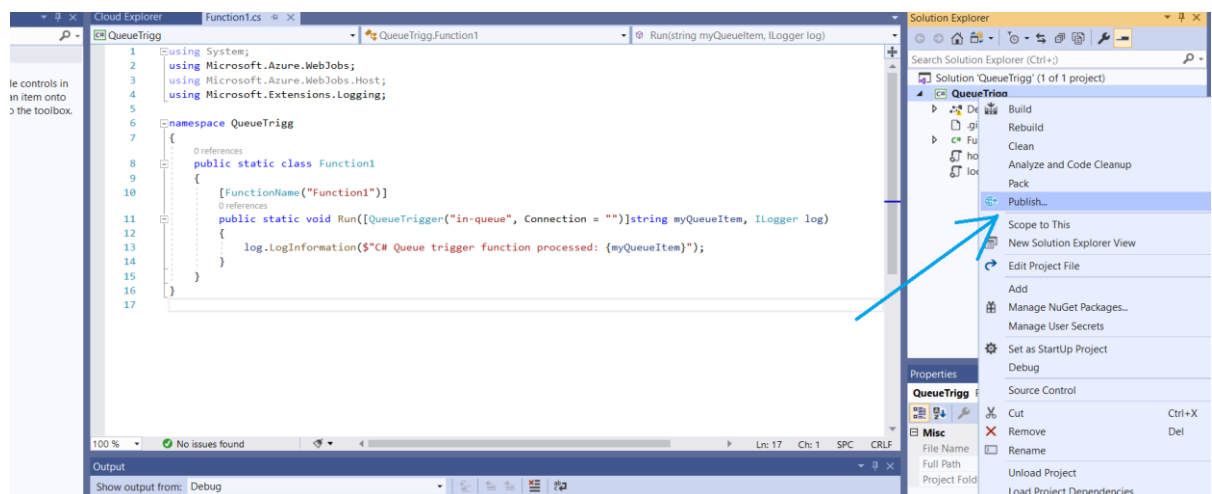 Cloud Explorer
Function1.cs
Solution Explorer
QueueTrigg
QueueTrigg.Function1
Run(string myQueueItem, ILogger log)
le controls in
an item onto
o the toolbox.
1 using System;
2 using Microsoft.Azure.WebJobs;
3 using Microsoft.Azure.WebJobs.Host;
4 using Microsoft.Extensions.Logging;
5
6 namespace QueueTrigg
7 {
0 references
8 public static class Function1
9 {
10 [FunctionName("Function1")]
0 references
11 public static void Run([QueueTrigger("in-queue", Connection = "")]string myQueueItem, ILogger log)
12 {
13 log.LogInformation($"C# Queue trigger function processed: {myQueueItem}");
14 }
15 }
16 }
17
100 %
No issues found
Ln: 17 Ch: 1 SPC CRLF
Output
Show output from: Debug
Search Solution Explorer (Ctrl+;)
Solution 'QueueTrigg' (1 of 1 project)
C# QueueTrigg
De
.gi
C# Fu
ho
loc
Build
Rebuild
Clean
Analyze and Code Cleanup
Pack
Publish...
Scope to This
New Solution Explorer View
Edit Project File
Add
Manage NuGet Packages...
Manage User Secrets
Set as StartUp Project
Debug
Source Control
Cut Ctrl+X
Remove Del
Rename
Unload Project
Load Project Dependencies
Properties
QueueTrigg
Misc
File Name
Full Path
Project Fold